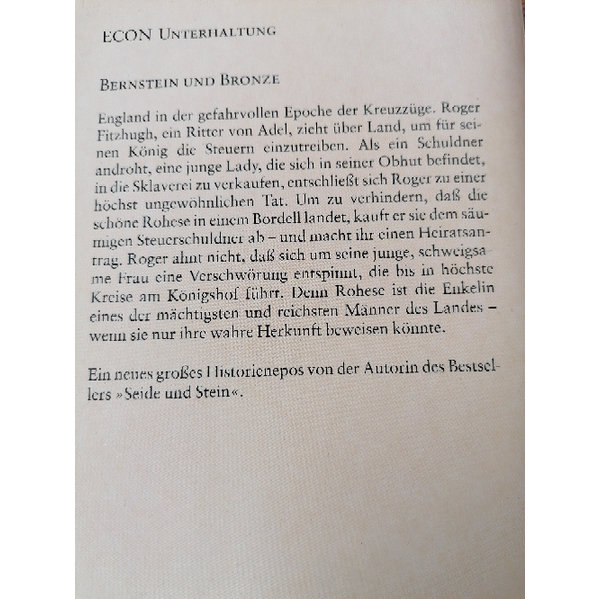 ECON UNTERHALTUNG
BERNSTEIN UND BRONZE
England in der gefahrvollen Epoche der Kreuzzüge. Roger
Fitzhugh, ein Ritter von Adel, zieht über Land, um für sei-
nen König die Steuern einzutreiben. Als ein Schuldner
androht, eine junge Lady, die sich in seiner Obhut befindet,
in die Sklaverei zu verkaufen, entschließt sich Roger zu einer
höchst ungewöhnlichen Tat. Um zu verhindern, daß die
schöne Rohese in einem Bordell landet, kauft er sie dem säu-
migen Steuerschuldner ab – und macht ihr einen Heiratsan-
trag. Roger ahnt nicht, daß sich um seine junge, schweigsa-
me Frau eine Verschwörung entspinnt, die bis in höchste
Kreise am Königshof führt. Denn Rohese ist die Enkelin
eines der mächtigsten und reichsten Männer des Landes –
wenn sie nur ihre wahre Herkunft beweisen könnte.
Ein neues großes Historienepos von der Autorin des Bestsel-
lers »Seide und Stein«.